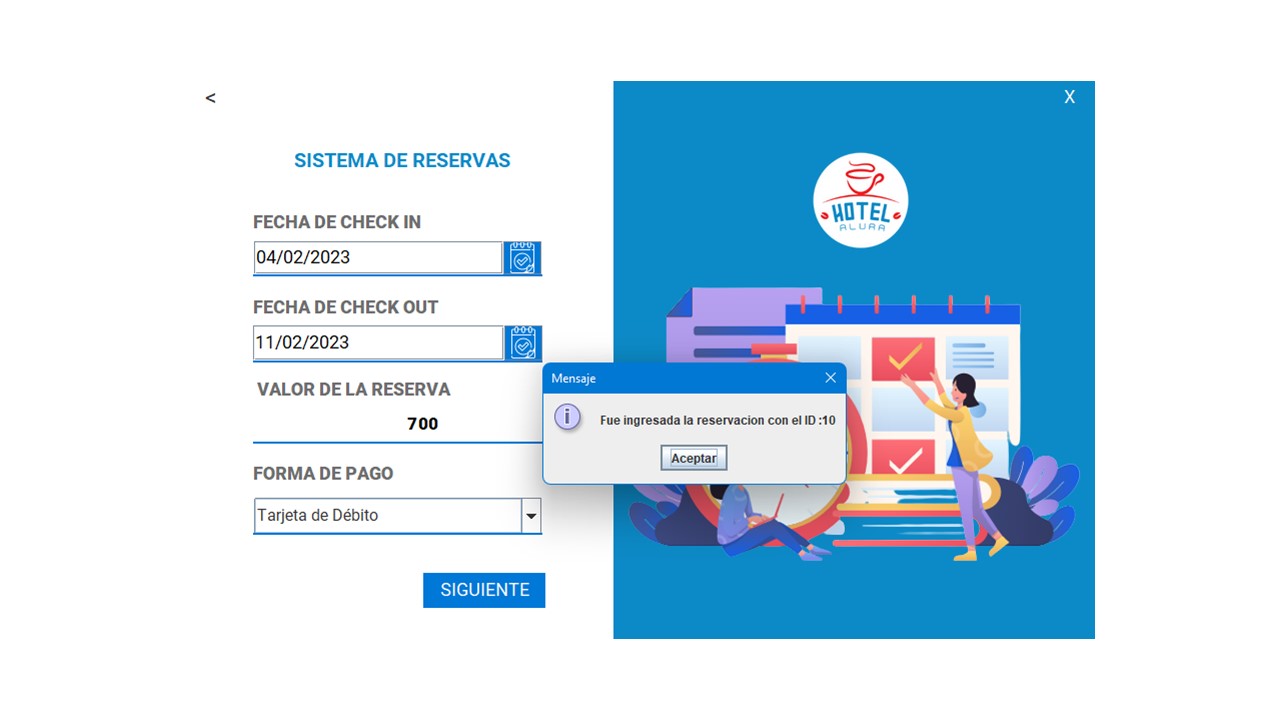 <
X
SISTEMA DE RESERVAS
HOTEL
ALURA
FECHA DE CHECK IN
04/02/2023
FECHA DE CHECK OUT
11/02/2023
VALOR DE LA RESERVA
700
Mensaje
Fue ingresada la reservacion con el ID :10
Aceptar
FORMA DE PAGO
Tarjeta de Débito
SIGUIENTE